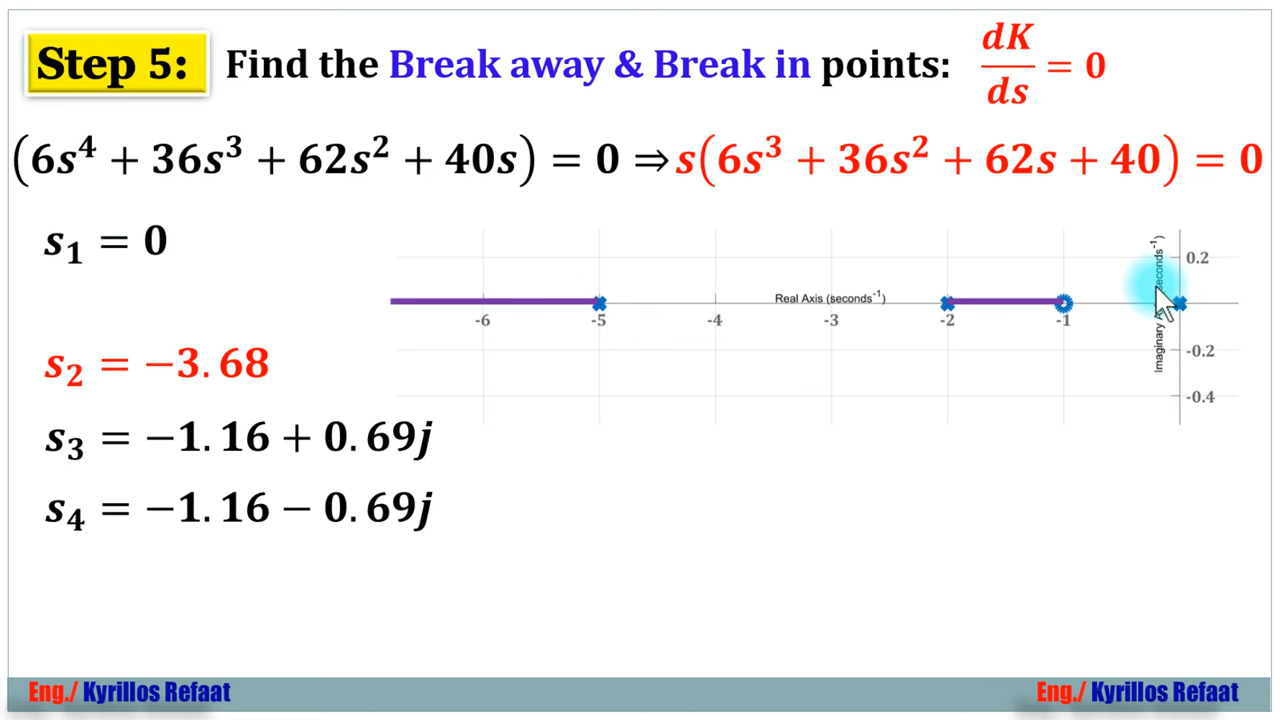 Step 5: Find the Break away & Break in points: dK/ds = 0
(6s⁴ + 36s³ + 62s² + 40s) = 0 ⇒ s(6s³ + 36s² + 62s + 40) = 0
s₁ = 0
s₂ = −3.68
s₃ = −1.16 + 0.69j
s₄ = −1.16 − 0.69j
Real Axis (seconds⁻¹)
-6 -5 -4 -3 -2 -1
0.2
-0.2
-0.4
Eng./ Kyrillos Refaat
Eng./ Kyrillos Refaat